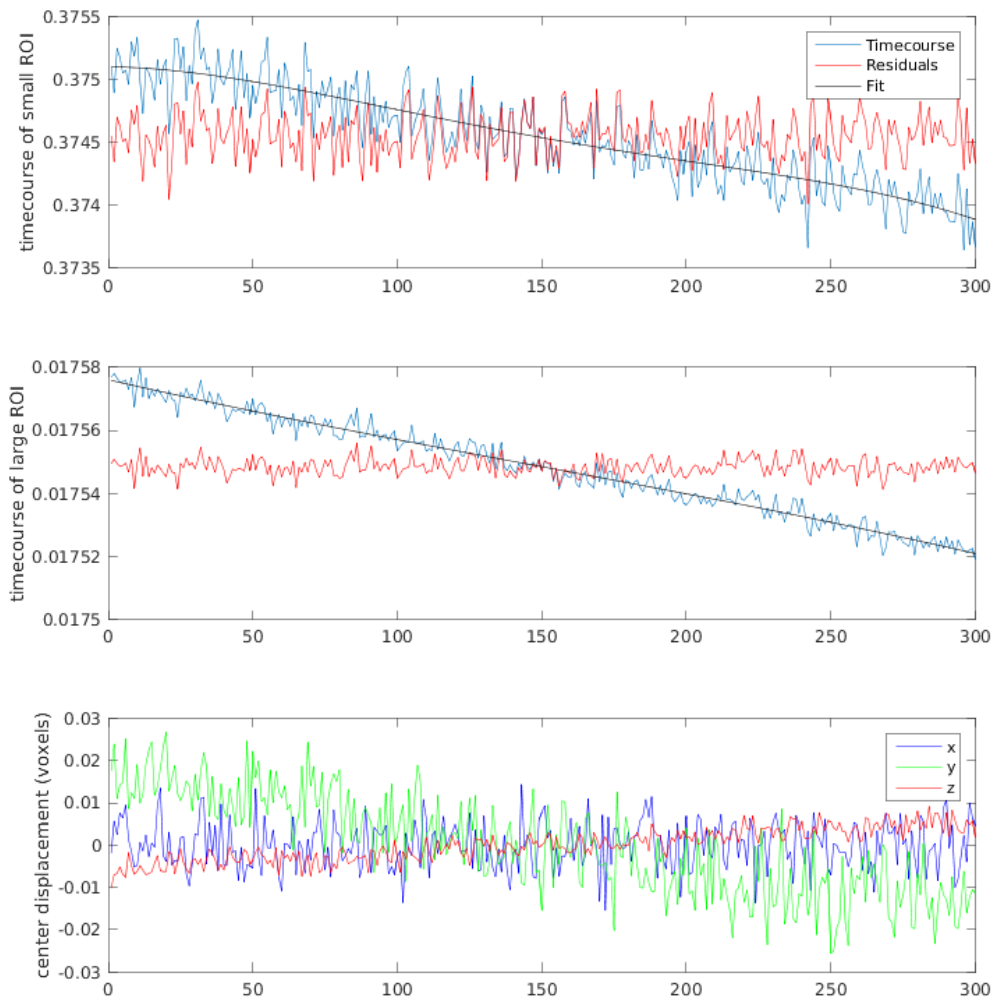 timecourse of small ROI
0.3755
0.375
0.3745
0.374
0.3735
Timecourse
Residuals
Fit
0 50 100 150 200 250 300
timecourse of large ROI
0.01758
0.01756
0.01754
0.01752
0.0175
0 50 100 150 200 250 300
center displacement (voxels)
0.03
0.02
0.01
0
-0.01
-0.02
-0.03
x
y
z
0 50 100 150 200 250 300